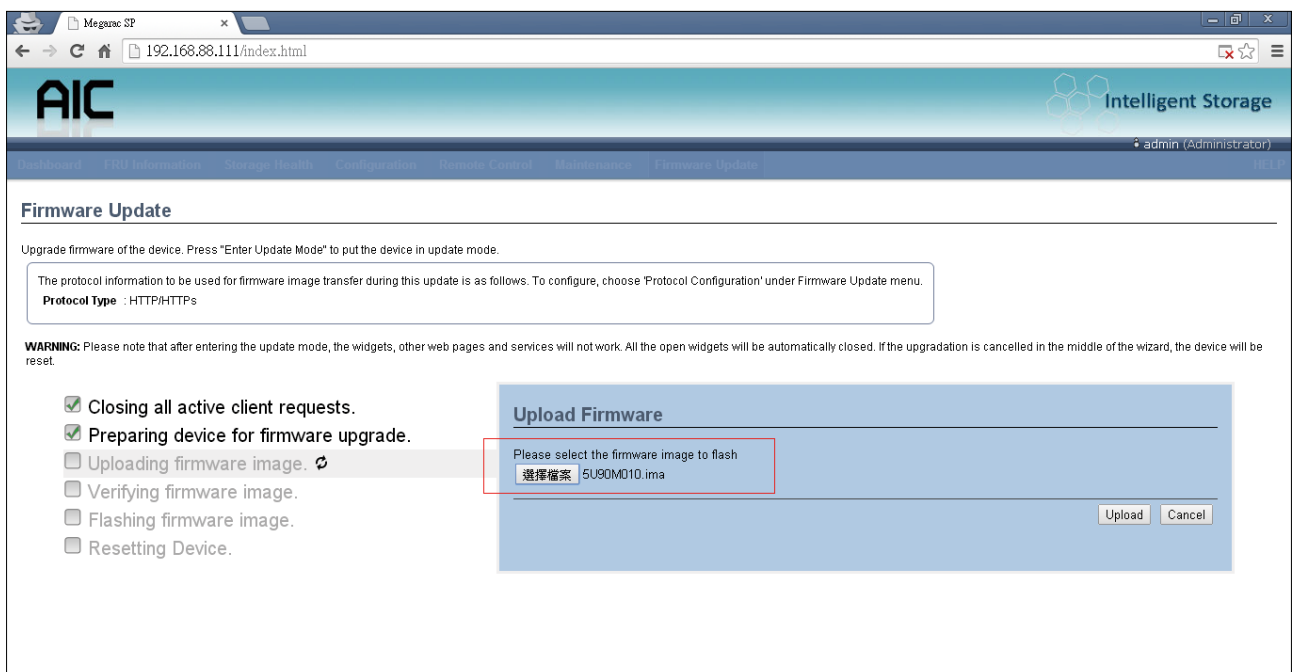 Megarac SP
192.168.88.111/index.html
AIC
Intelligent Storage
admin (Administrator)
Dashboard FRU Information Storage Health Configuration Remote Control Maintenance Firmware Update HELP
Firmware Update
Upgrade firmware of the device. Press "Enter Update Mode" to put the device in update mode.
The protocol information to be used for firmware image transfer during this update is as follows. To configure, choose 'Protocol Configuration' under Firmware Update menu.
Protocol Type : HTTP/HTTPs
WARNING: Please note that after entering the update mode, the widgets, other web pages and services will not work. All the open widgets will be automatically closed. If the upgradation is cancelled in the middle of the wizard, the device will be
reset.
Closing all active client requests.
Preparing device for firmware upgrade.
Uploading firmware image.
Verifying firmware image.
Flashing firmware image.
Resetting Device.
Upload Firmware
Please select the firmware image to flash
選擇檔案 5U90M010.ima
Upload Cancel